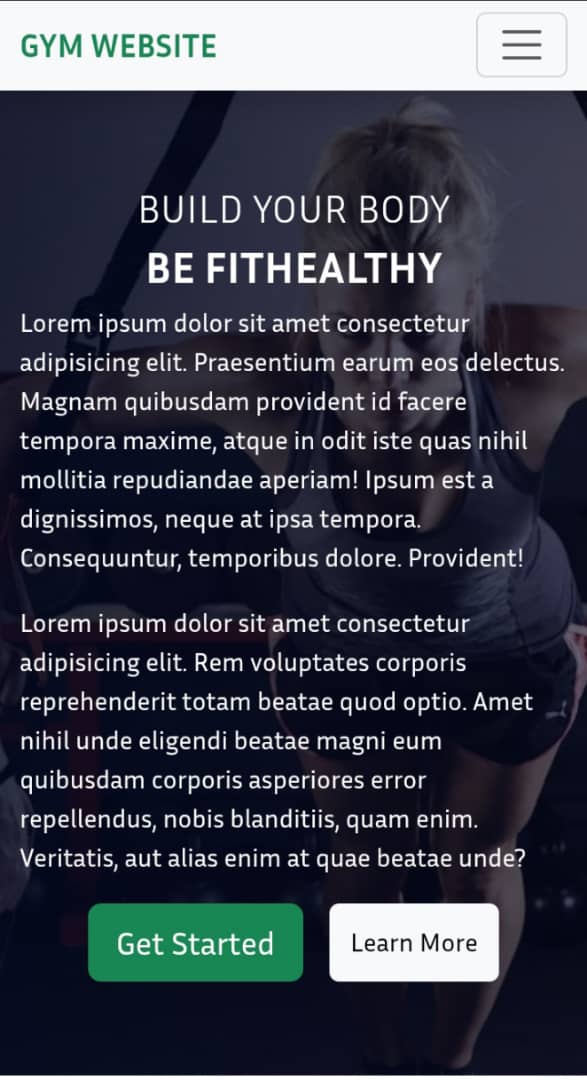 GYM WEBSITE
BUILD YOUR BODY
BE FITHEALTHY
Lorem ipsum dolor sit amet consectetur
adipisicing elit. Praesentium earum eos delectus.
Magnam quibusdam provident id facere
tempora maxime, atque in odit iste quas nihil
mollitia repudiandae aperiam! Ipsum est a
dignissimos, neque at ipsa tempora.
Consequuntur, temporibus dolore. Provident!
Lorem ipsum dolor sit amet consectetur
adipisicing elit. Rem voluptates corporis
reprehenderit totam beatae quod optio. Amet
nihil unde eligendi beatae magni eum
quibusdam corporis asperiores error
repellendus, nobis blanditiis, quam enim.
Veritatis, aut alias enim at quae beatae unde?
Get Started
Learn More